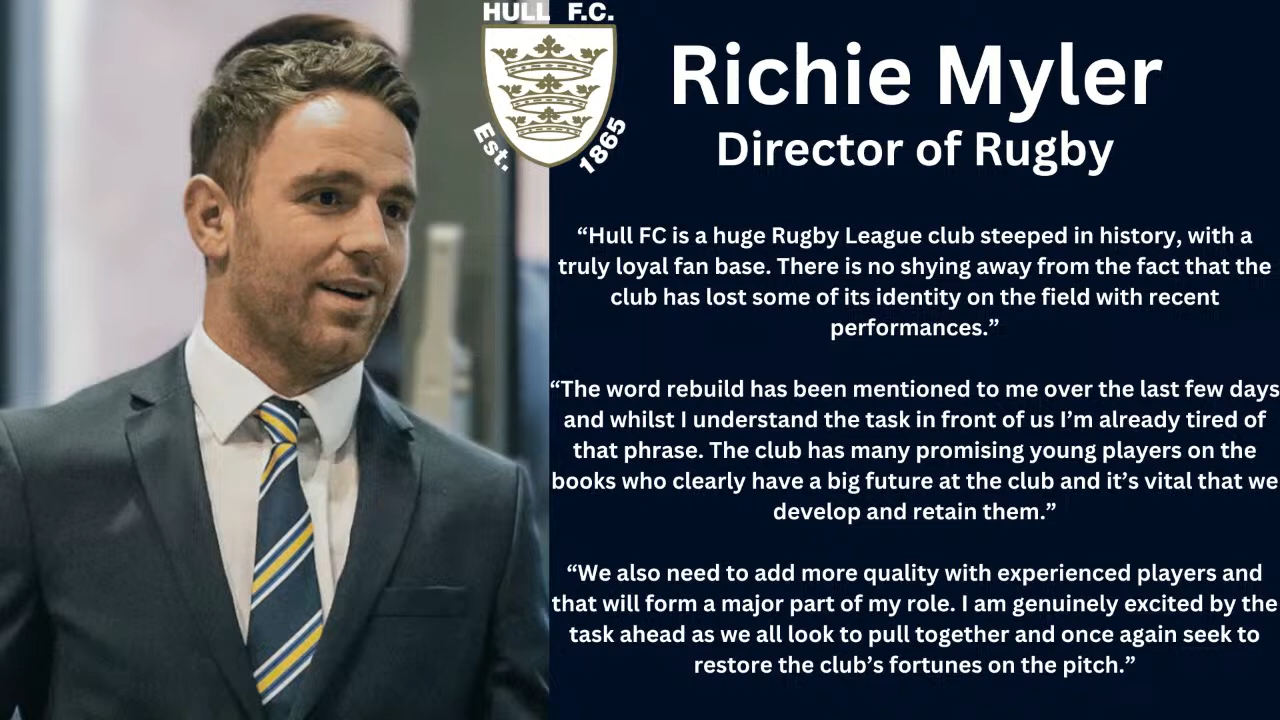 HULL F.C.
Est. 1865
Richie Myler
Director of Rugby
“Hull FC is a huge Rugby League club steeped in history, with a
truly loyal fan base. There is no shying away from the fact that the
club has lost some of its identity on the field with recent
performances.”
“The word rebuild has been mentioned to me over the last few days
and whilst I understand the task in front of us I’m already tired of
that phrase. The club has many promising young players on the
books who clearly have a big future at the club and it’s vital that we
develop and retain them.”
“We also need to add more quality with experienced players and
that will form a major part of my role. I am genuinely excited by the
task ahead as we all look to pull together and once again seek to
restore the club’s fortunes on the pitch.”